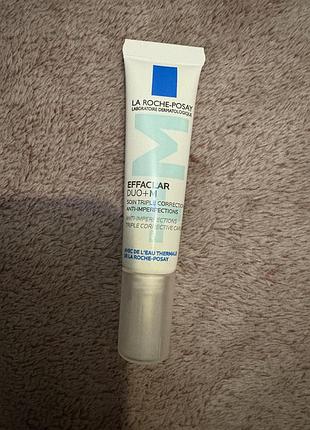 LA ROCHE-POSAY
LABORATOIRE DERMATOLOGIQUE
M
EFFACLAR
DUO+M
SOIN TRIPLE CORRECTION
ANTI-IMPERFECTIONS
ANTI-IMPERFECTIONS
TRIPLE CORRECTIVE CARE
AVEC DE L'EAU THERMALE
DE LA ROCHE-POSAY